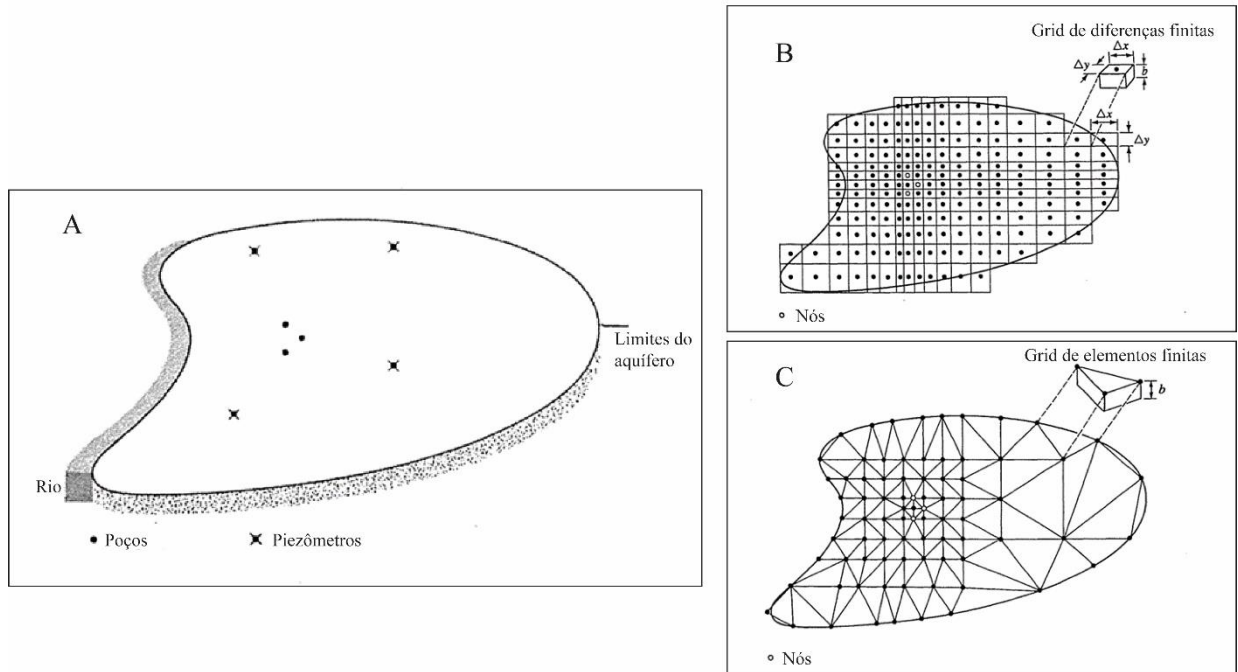 A
Limites do
aquífero
Rio
Poços
Piezômetros
B
Grid de diferenças finitas
Δx
Δy
b
Δx
Δy
Nós
C
Grid de elementos finitas
b
Nós